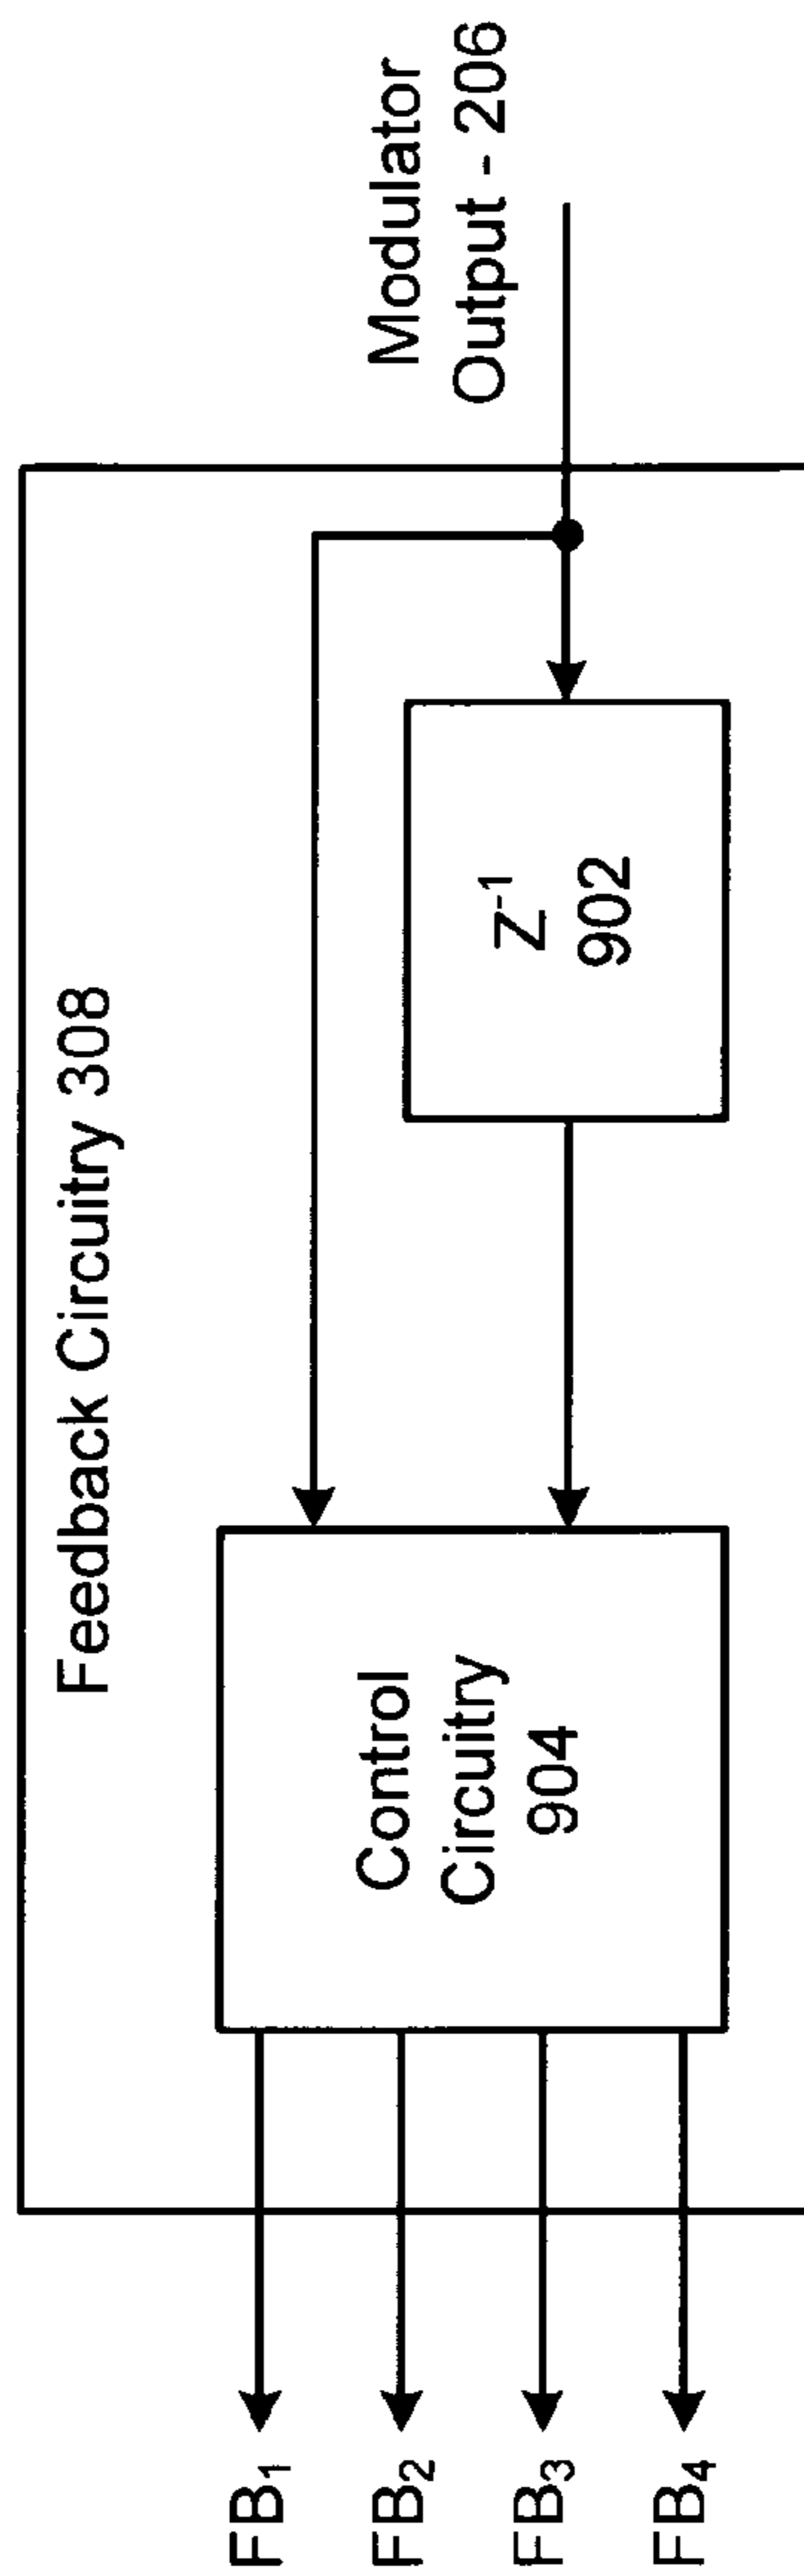 Feedback Circuitry 308
Modulator
Output - 206
Z⁻¹
902
Control
Circuitry
904
FB₁
FB₂
FB₃
FB₄